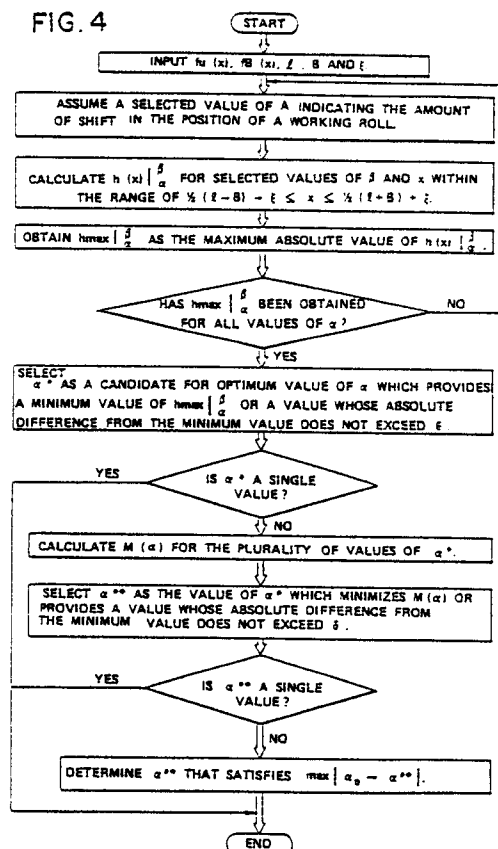 FIG. 4
START
INPUT fu (x), fB (x), ℓ, B AND ξ.
ASSUME A SELECTED VALUE OF A INDICATING THE AMOUNT
OF SHIFT IN THE POSITION OF A WORKING ROLL.
CALCULATE h (x) | β α FOR SELECTED VALUES OF β AND x WITHIN
THE RANGE OF ½ (ℓ − B) − ξ ≤ x ≤ ½ (ℓ + B) + ξ.
OBTAIN hmax | β α AS THE MAXIMUM ABSOLUTE VALUE OF h (x) | β α.
HAS hmax | β α BEEN OBTAINED
FOR ALL VALUES OF α?
NO
YES
SELECT
α* AS A CANDIDATE FOR OPTIMUM VALUE OF α WHICH PROVIDES
A MINIMUM VALUE OF hmax | β α OR A VALUE WHOSE ABSOLUTE
DIFFERENCE FROM THE MINIMUM VALUE DOES NOT EXCEED
YES
IS α* A SINGLE
VALUE?
NO
CALCULATE M (α) FOR THE PLURALITY OF VALUES OF α*.
SELECT α** AS THE VALUE OF α* WHICH MINIMIZES M (α) OR
PROVIDES A VALUE WHOSE ABSOLUTE DIFFERENCE FROM
THE MINIMUM VALUE DOES NOT EXCEED δ.
YES
IS α** A SINGLE
VALUE?
NO
DETERMINE α** THAT SATISFIES max | α₀ − α** |.
END